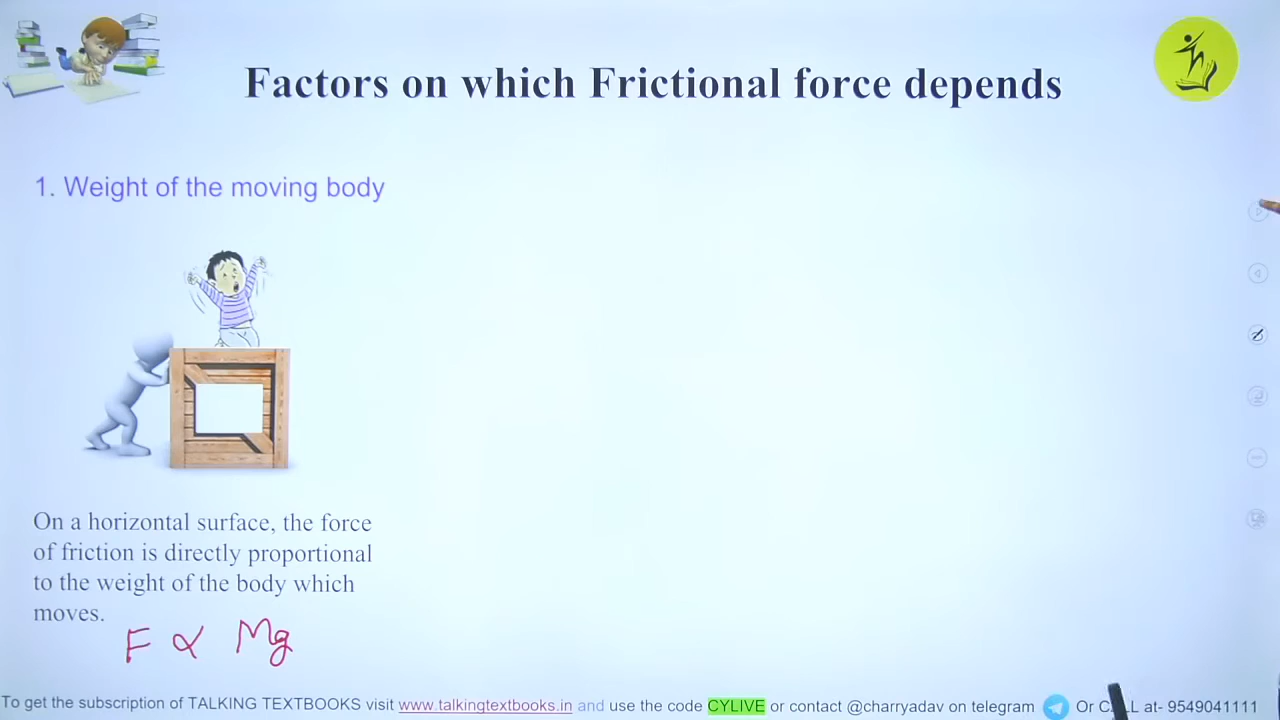 Factors on which Frictional force depends
1. Weight of the moving body
On a horizontal surface, the force
of friction is directly proportional
to the weight of the body which
moves.
F ∝ Mg
To get the subscription of TALKING TEXTBOOKS visit www.talkingtextbooks.in and use the code CYLIVE or contact @charryadav on telegram Or at- 9549041111